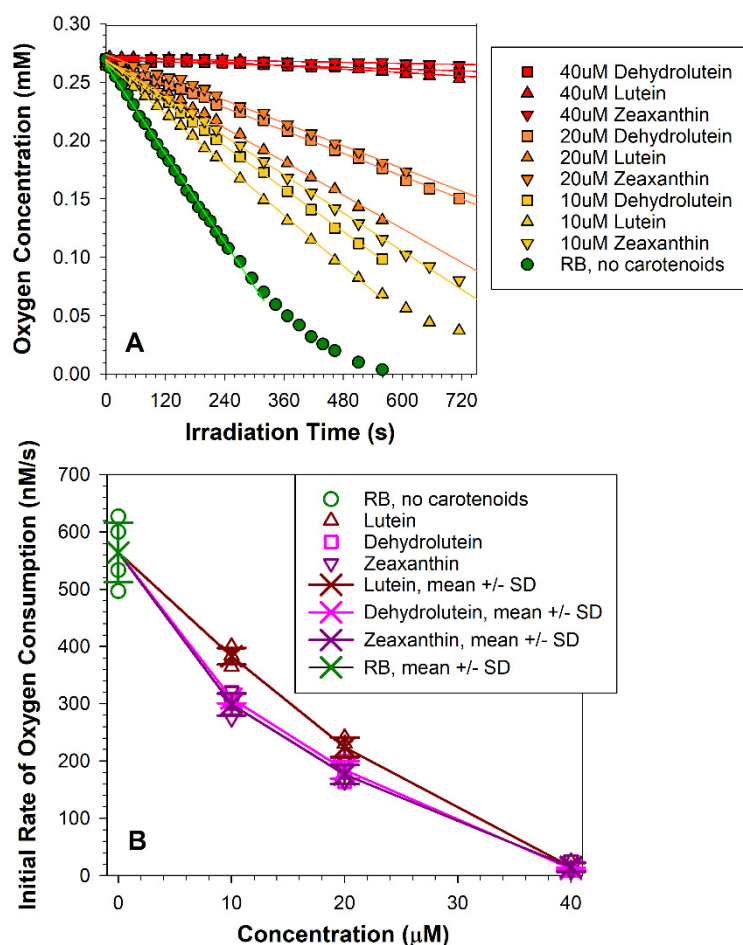 0.30
0.25
0.20
0.15
0.10
0.05
0.00
Oxygen Concentration (mM)
A
0 120 240 360 480 600 720
Irradiation Time (s)
40uM Dehydrolutein
40uM Lutein
40uM Zeaxanthin
20uM Dehydrolutein
20uM Lutein
20uM Zeaxanthin
10uM Dehydrolutein
10uM Lutein
10uM Zeaxanthin
RB, no carotenoids
700
600
500
400
300
200
100
0
Initial Rate of Oxygen Consumption (nM/s)
B
RB, no carotenoids
Lutein
Dehydrolutein
Zeaxanthin
Lutein, mean +/- SD
Dehydrolutein, mean +/- SD
Zeaxanthin, mean +/- SD
RB, mean +/- SD
0 10 20 30 40
Concentration (μM)